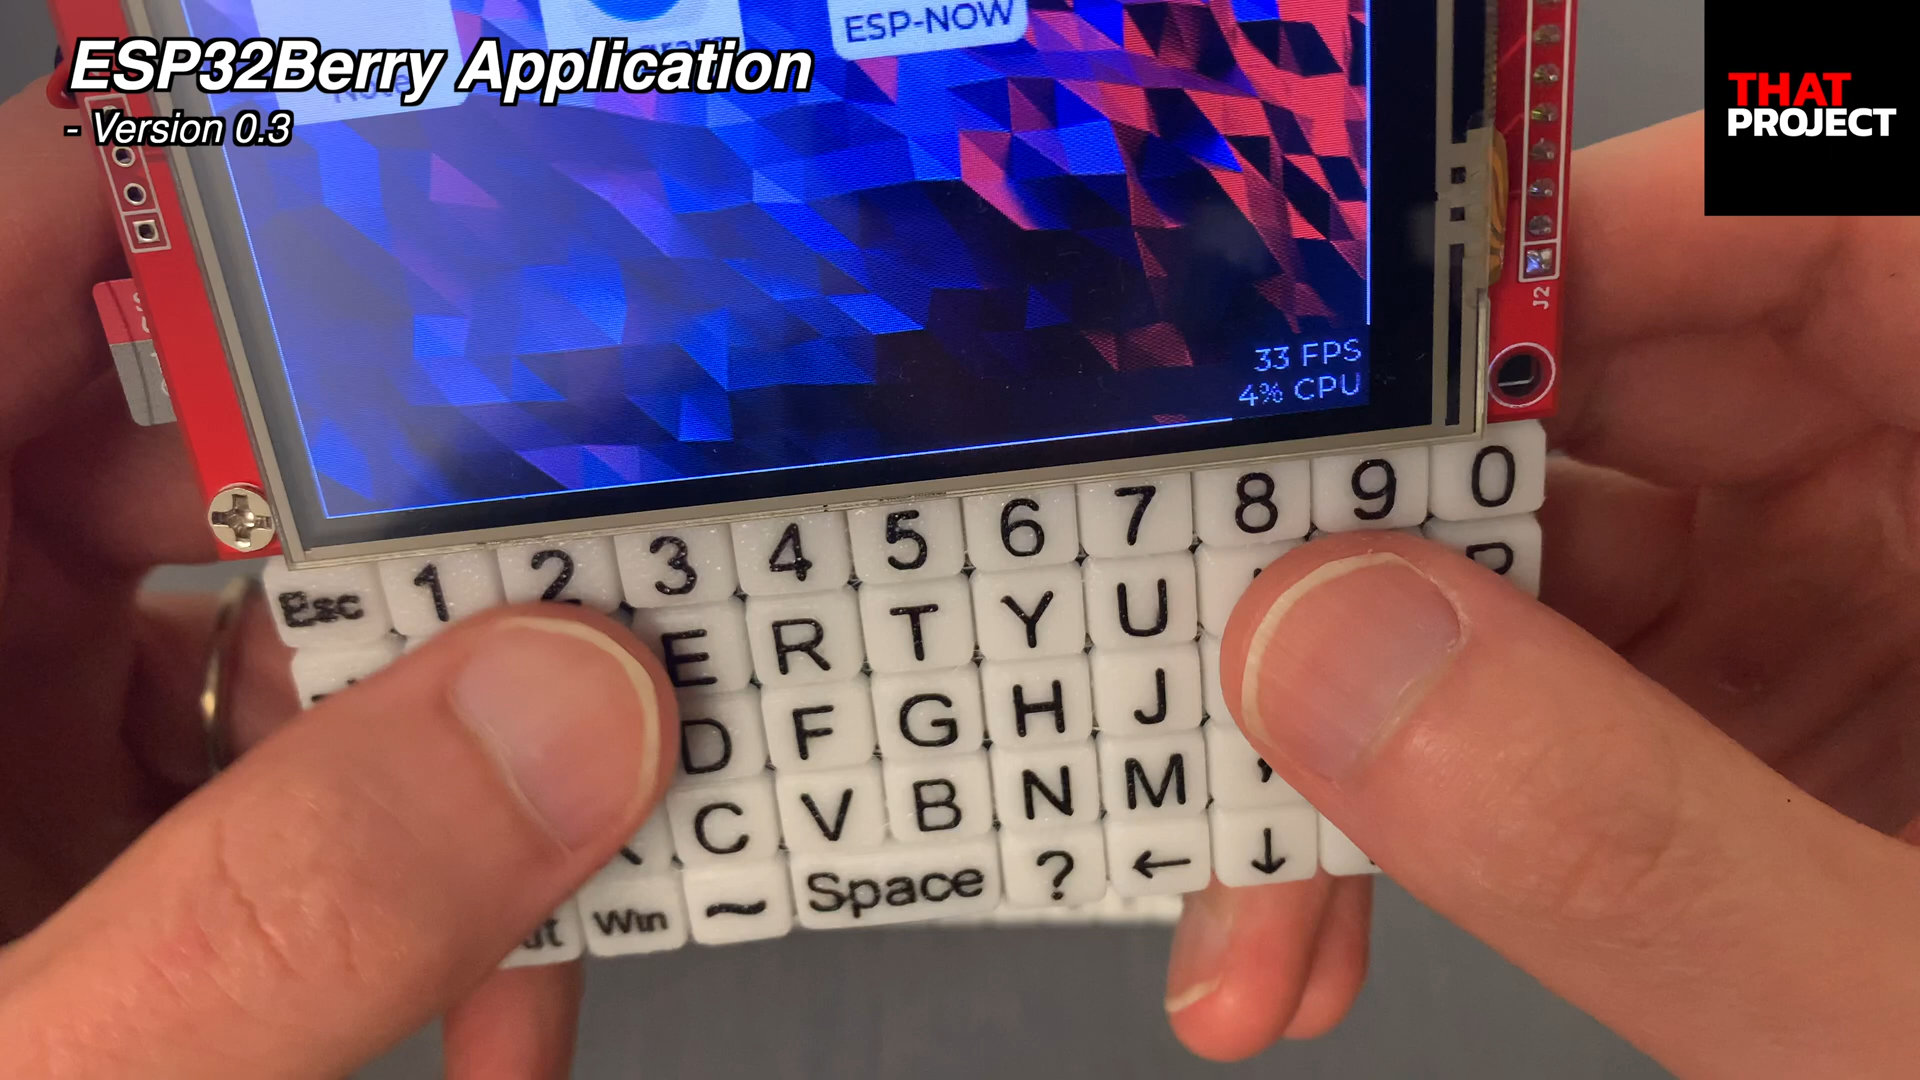 ESP32Berry Application
- Version 0.3
THAT
PROJECT
ESP-NOW
Note
J2
33 FPS
4% CPU
Esc 1 2 3 4 5 6 7 8 9 0
E R T Y U P
D F G H J
C V B N M ,
Win ~ Space ? ← ↓